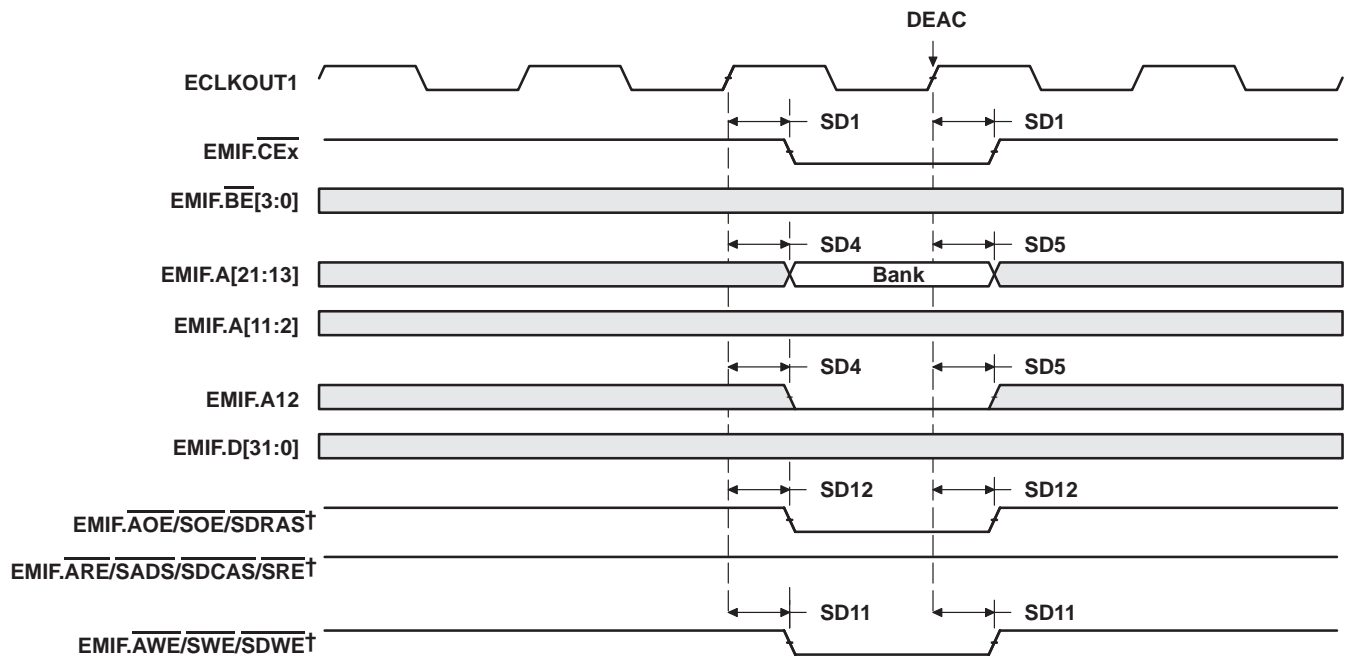 DEAC
ECLKOUT1
SD1 SD1
EMIF.CEx
EMIF.BE[3:0]
SD4 SD5
EMIF.A[21:13] Bank
EMIF.A[11:2]
SD4 SD5
EMIF.A12
EMIF.D[31:0]
SD12 SD12
EMIF.AOE/SOE/SDRAS†
EMIF.ARE/SADS/SDCAS/SRE†
SD11 SD11
EMIF.AWE/SWE/SDWE†